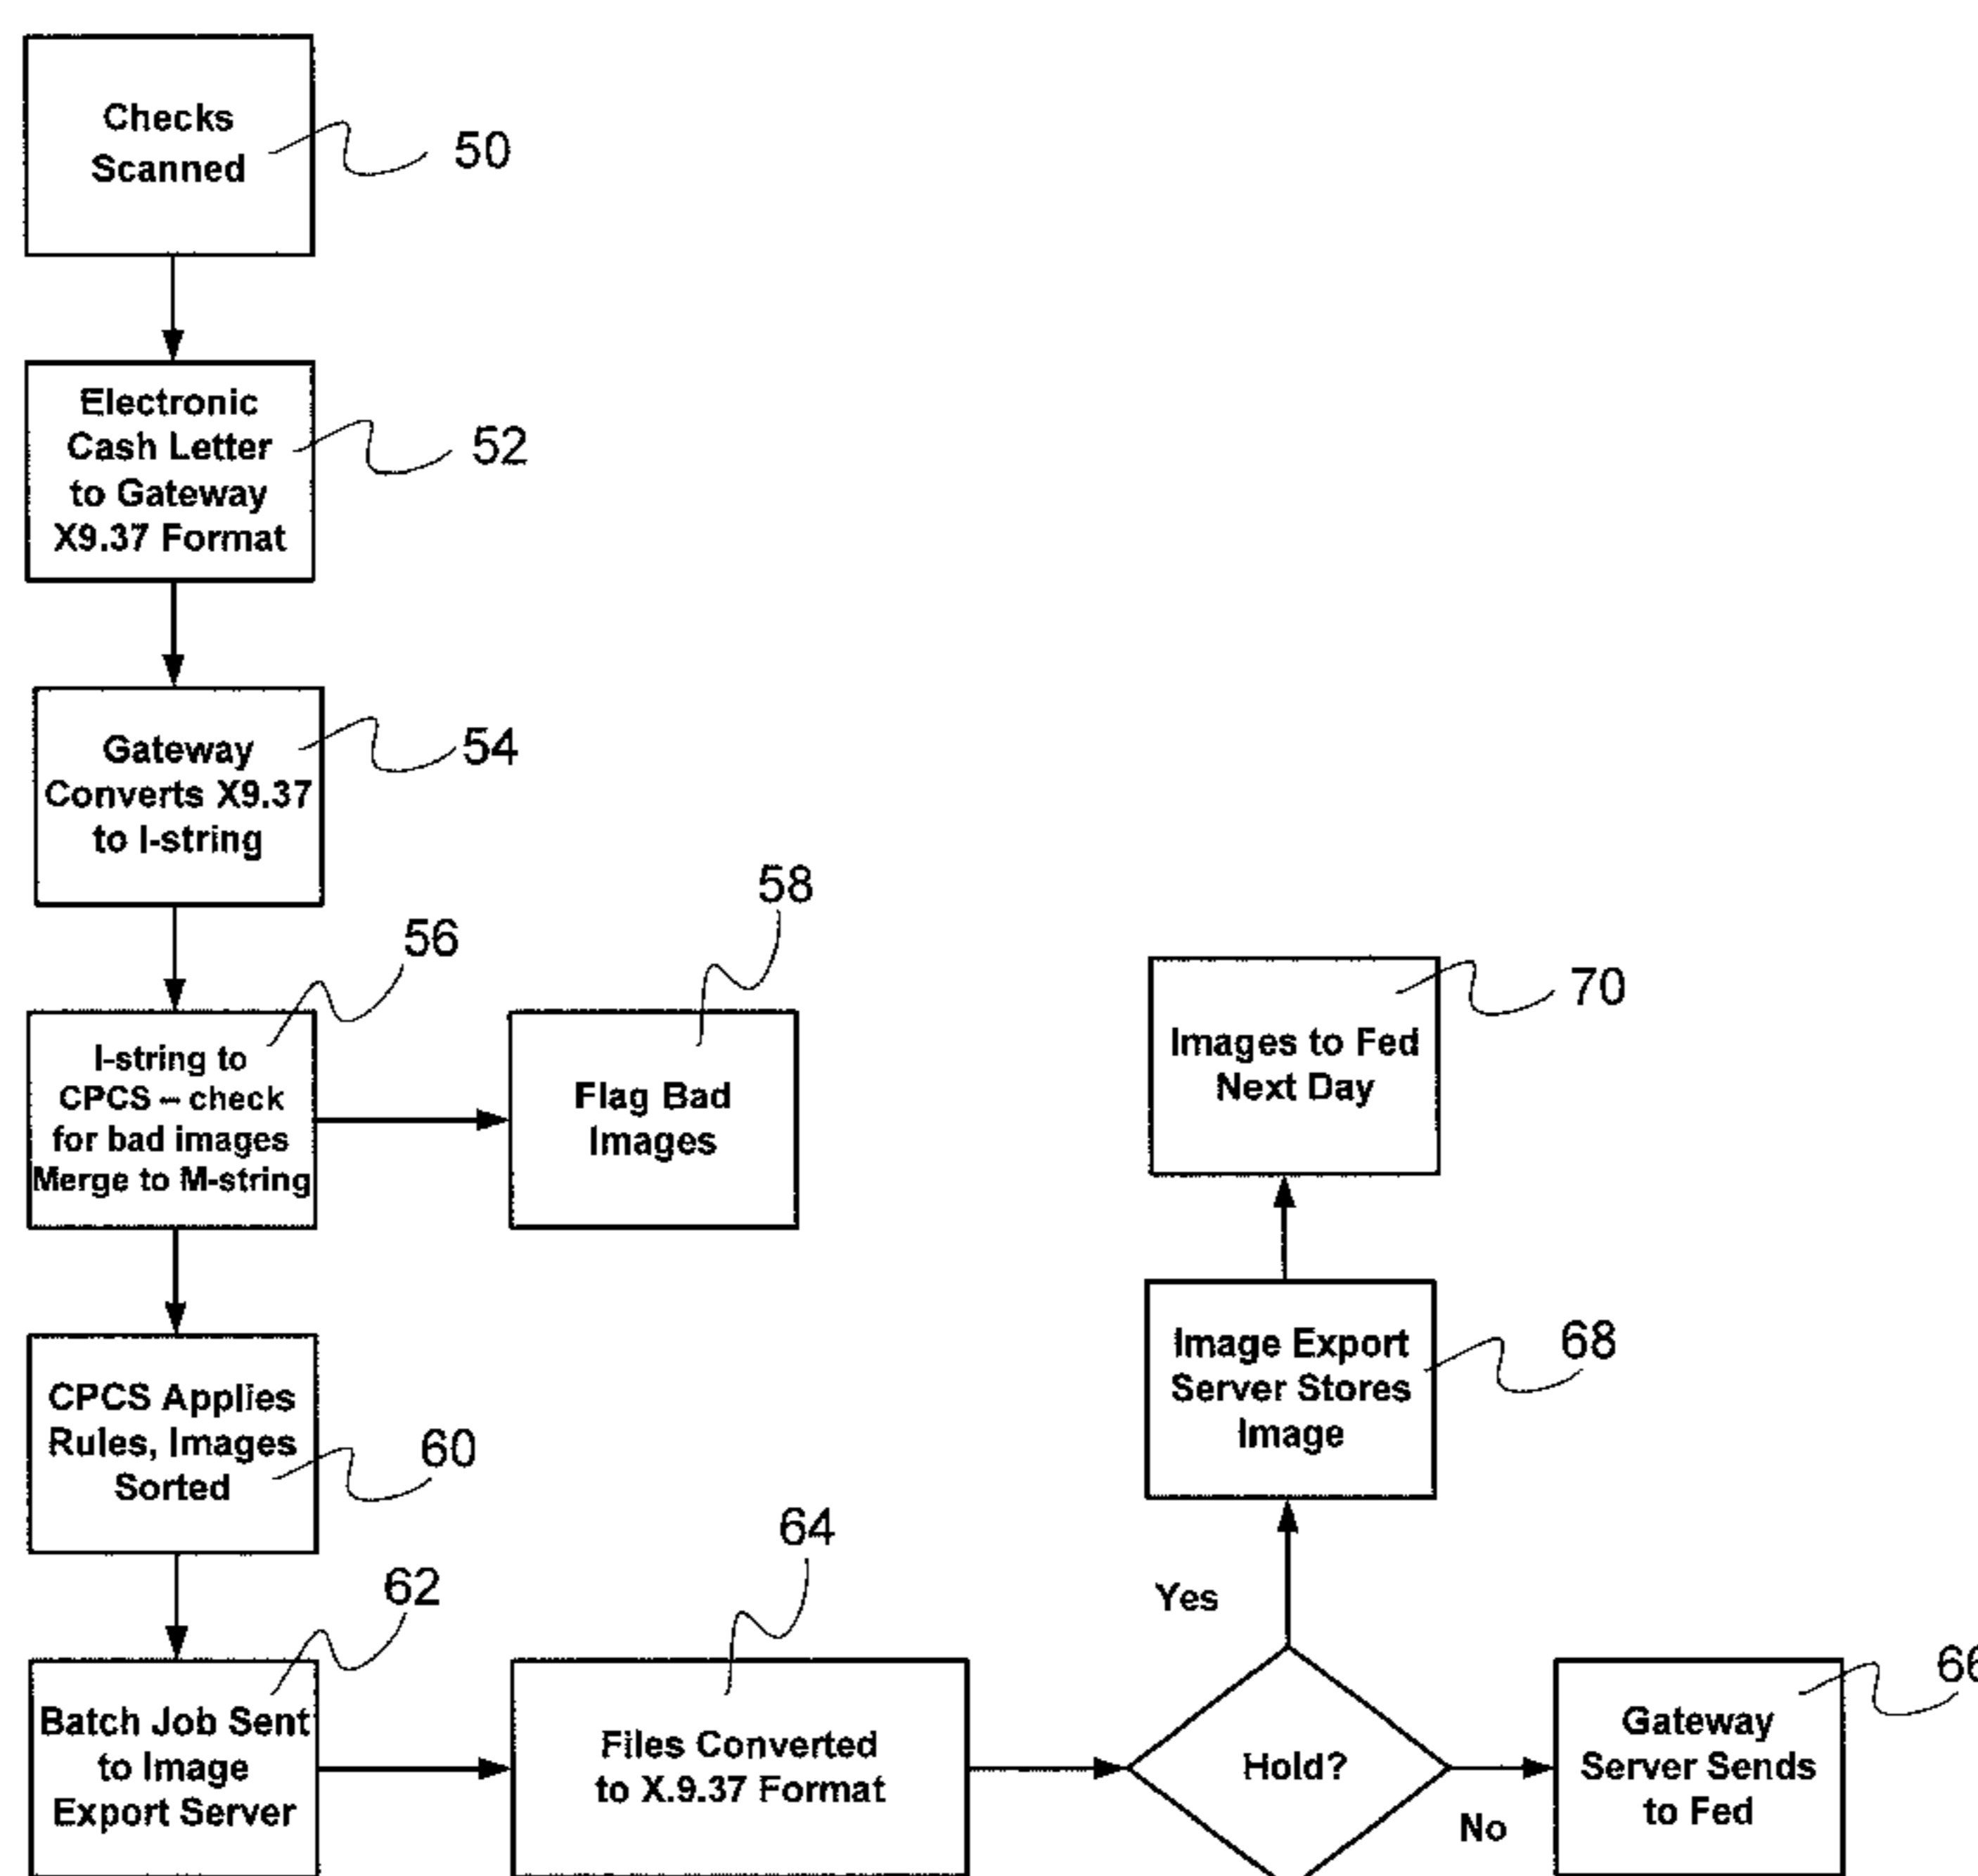 Checks
Scanned
50
Electronic
Cash Letter
to Gateway
X9.37 Format
52
Gateway
Converts X9.37
to I-string
54
I-string to
CPCS – check
for bad images
Merge to M-string
56
Flag Bad
Images
58
CPCS Applies
Rules, Images
Sorted
60
Batch Job Sent
to Image
Export Server
62
Files Converted
to X.9.37 Format
64
Hold?
Yes
No
Gateway
Server Sends
to Fed
66
Image Export
Server Stores
Image
68
Images to Fed
Next Day
70